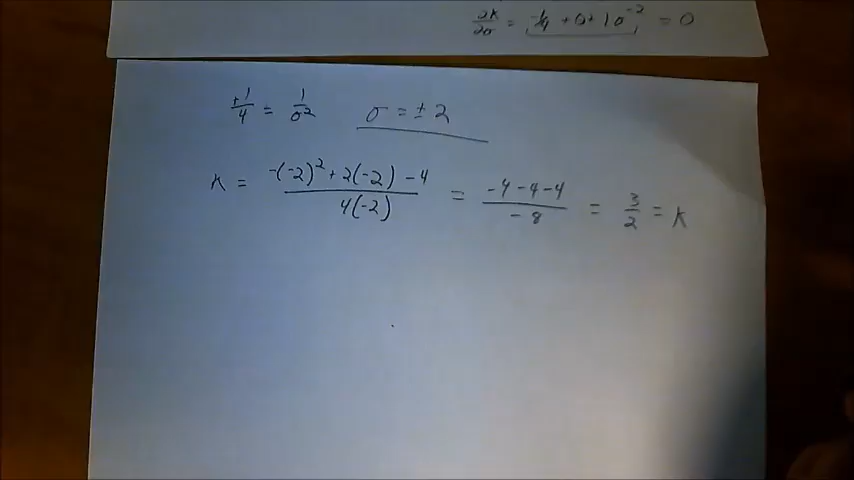 ∂K/∂σ = -1/4 + 0 + 1σ^-2 = 0
+1/4 = 1/σ^2 σ = ± 2
K = (-(-2)^2 + 2(-2) - 4)/(4(-2)) = (-4-4-4)/(-8) = 3/2 = K